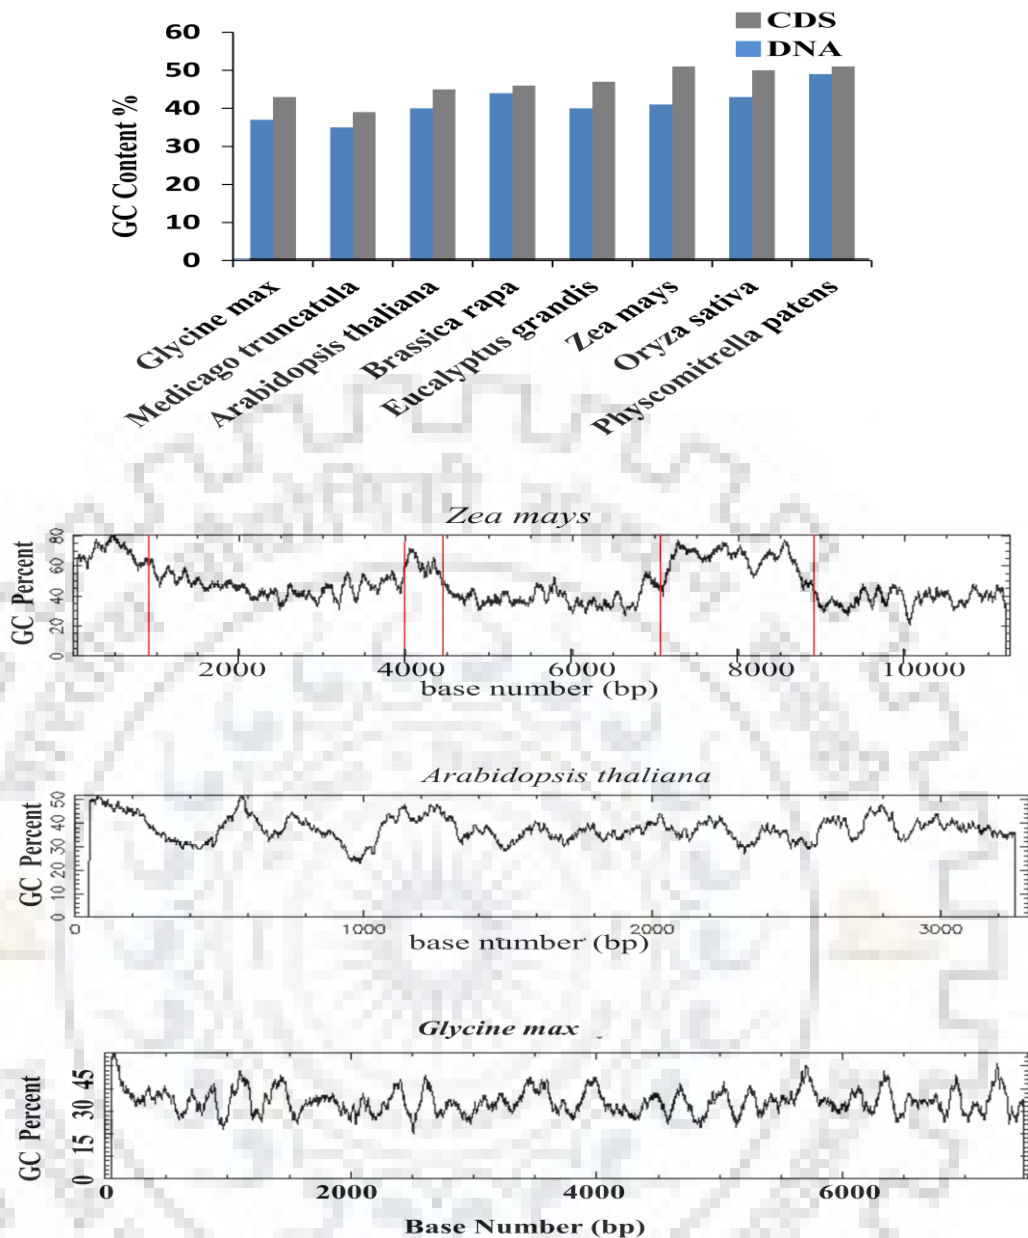 CDS
DNA
60
50
40
30
20
10
0
GC Content %
Glycine max
Medicago truncatula
Arabidopsis thaliana
Brassica rapa
Eucalyptus grandis
Zea mays
Oryza sativa
Physcomitrella patens
Zea mays
GC Percent
80
60
40
20
0
2000 4000 6000 8000 10000
base number (bp)
Arabidopsis thaliana
GC Percent
50
40
30
20
10
0
0 1000 2000 3000
base number (bp)
Glycine max
GC Percent
45
30
15
0
0 2000 4000 6000
Base Number (bp)